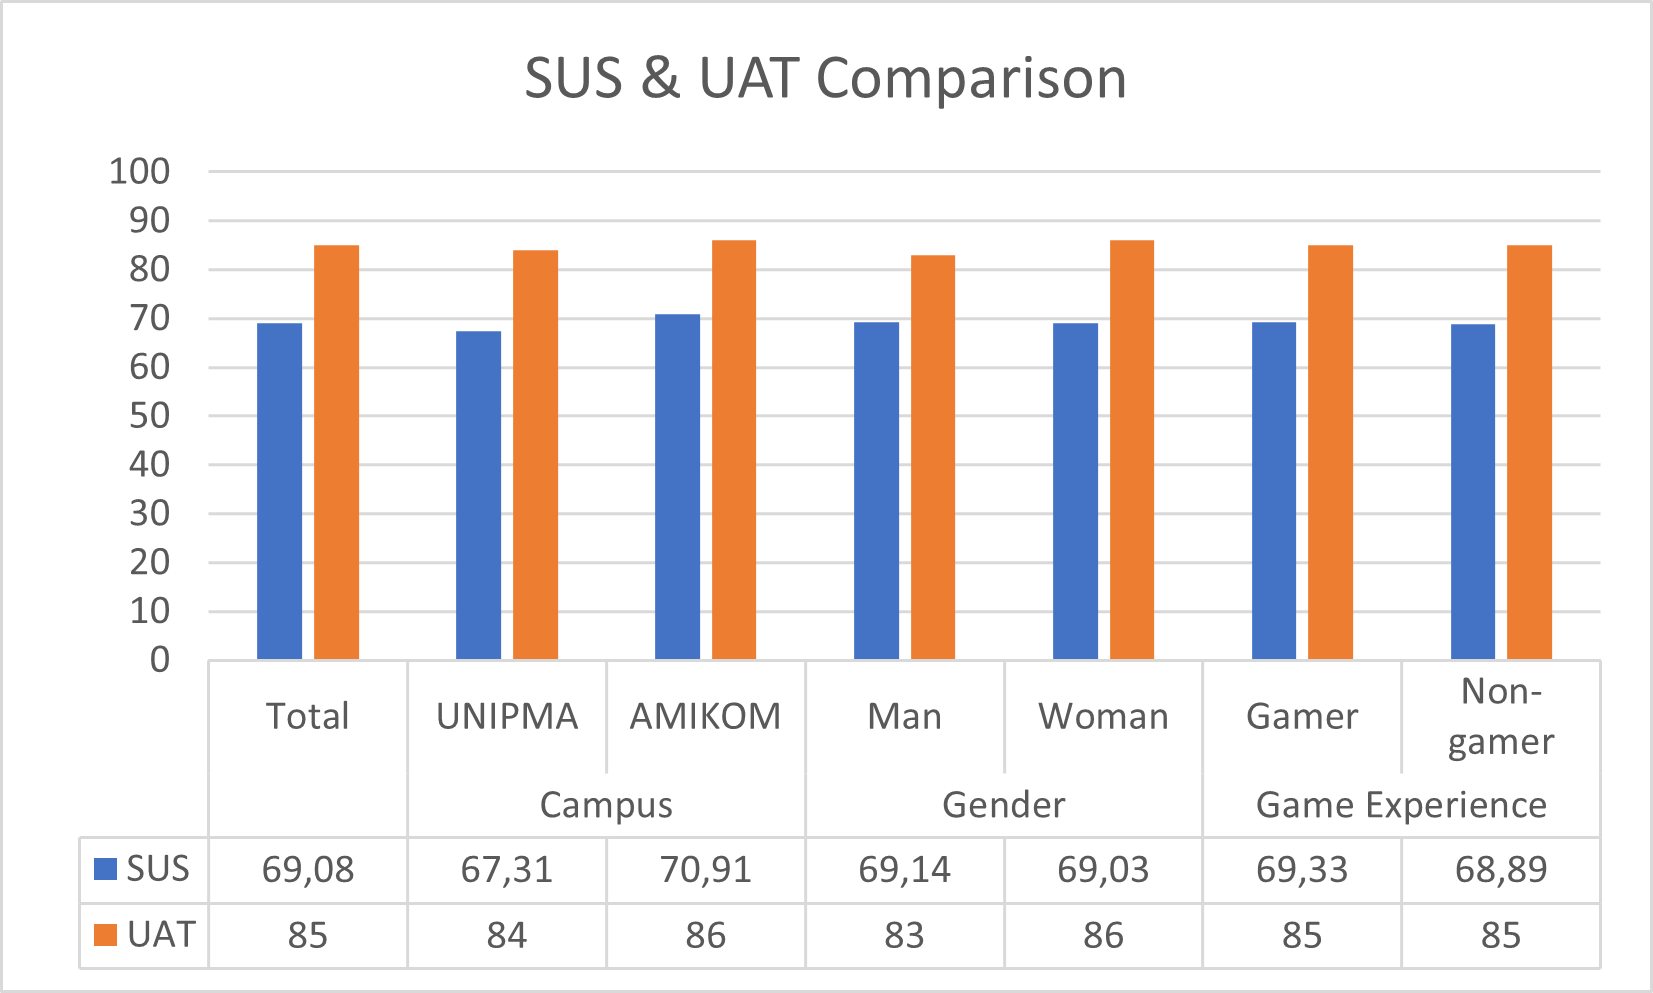 SUS & UAT Comparison
100
90
80
70
60
50
40
30
20
10
0
Total UNIPMA AMIKOM Man Woman Gamer Non-
gamer
Campus Gender Game Experience
SUS 69,08 67,31 70,91 69,14 69,03 69,33 68,89
UAT 85 84 86 83 86 85 85